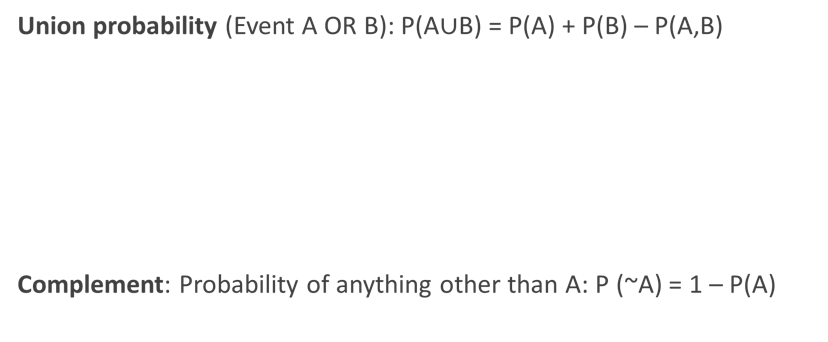 Union probability (Event A OR B): P(A∪B) = P(A) + P(B) – P(A,B)
Complement: Probability of anything other than A: P (~A) = 1 – P(A)